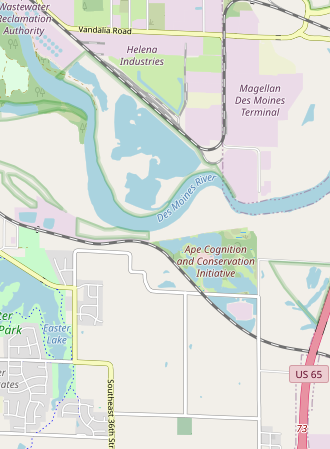 Wastewater
Reclamation
Authority
Vandalia Road
Helena
Industries
Magellan
Des Moines
Terminal
Des Moines River
Ape Cognition
and Conservation
Initiative
Easter
Lake
Park
US 65
73
Southeast 36th Str